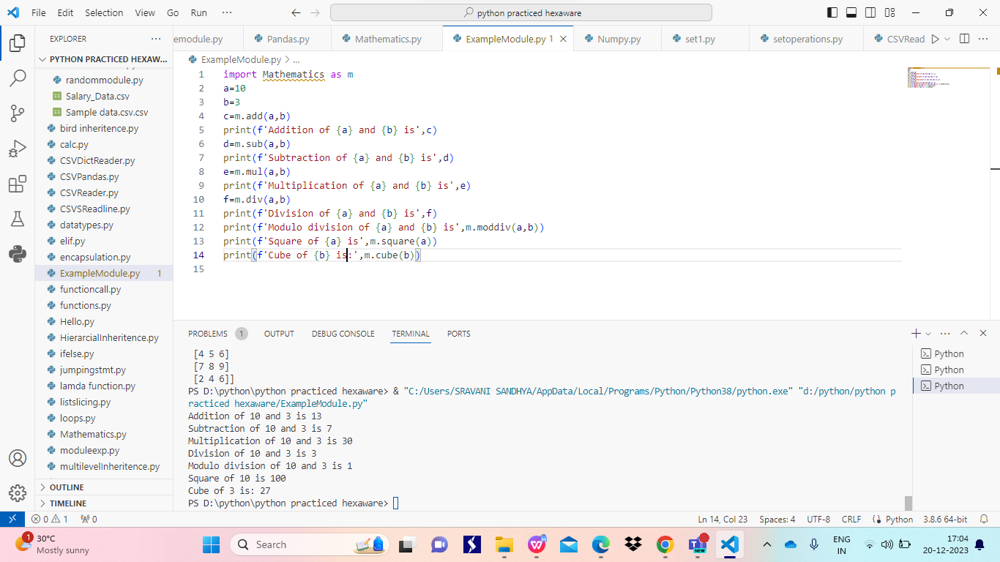 File Edit Selection View Go Run ···
python practiced hexaware
EXPLORER
PYTHON PRACTICED HEXAW...
randommodule.py
Salary_Data.csv
Sample data.csv.csv
bird inheritence.py
calc.py
CSVDictReader.py
CSVPandas.py
CSVReader.py
CSVSReadline.py
datatypes.py
elif.py
encapsulation.py
ExampleModule.py 1
functioncall.py
functions.py
Hello.py
HierarcialInheritence.py
ifelse.py
jumpingstmt.py
lamda function.py
listslicing.py
loops.py
Mathematics.py
moduleexp.py
multilevelInheritence.py
OUTLINE
TIMELINE
emodule.py Pandas.py Mathematics.py ExampleModule.py 1 Numpy.py set1.py setoperations.py CSVRead
ExampleModule.py > ...
1 import Mathematics as m
2 a=10
3 b=3
4 c=m.add(a,b)
5 print(f'Addition of {a} and {b} is',c)
6 d=m.sub(a,b)
7 print(f'Subtraction of {a} and {b} is',d)
8 e=m.mul(a,b)
9 print(f'Multiplication of {a} and {b} is',e)
10 f=m.div(a,b)
11 print(f'Division of {a} and {b} is',f)
12 print(f'Modulo division of {a} and {b} is',m.moddiv(a,b))
13 print(f'Square of {a} is',m.square(a))
14 print(f'Cube of {b} is:',m.cube(b))
15
PROBLEMS 1 OUTPUT DEBUG CONSOLE TERMINAL PORTS
[4 5 6]
[7 8 9]
[2 4 6]]
PS D:\python\python practiced hexaware> & "C:/Users/SRAVANI SANDHYA/AppData/Local/Programs/Python/Python38/python.exe" "d:/python/python p
racticed hexaware/ExampleModule.py"
Addition of 10 and 3 is 13
Subtraction of 10 and 3 is 7
Multiplication of 10 and 3 is 30
Division of 10 and 3 is 3
Modulo division of 10 and 3 is 1
Square of 10 is 100
Cube of 3 is: 27
PS D:\python\python practiced hexaware>
Python
Python
Python
0 1 0
Ln 14, Col 23 Spaces: 4 UTF-8 CRLF Python 3.8.6 64-bit
1
30°C
Mostly sunny
Search
NEW
ENG
IN
17:04
20-12-2023